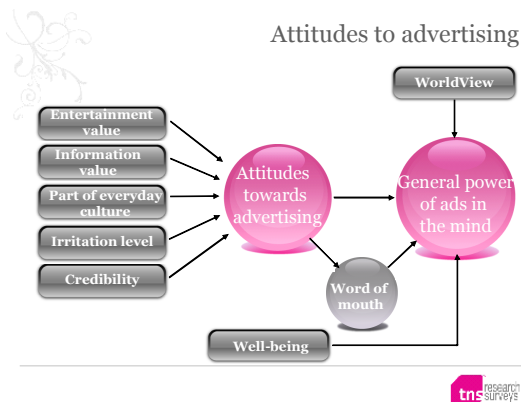 Attitudes to advertising
WorldView
Entertainment
value
Information
value
Part of everyday
culture
Irritation level
Credibility
Attitudes
towards
advertising
General power
of ads in
the mind
Word of
mouth
Well-being
tns research
surveys